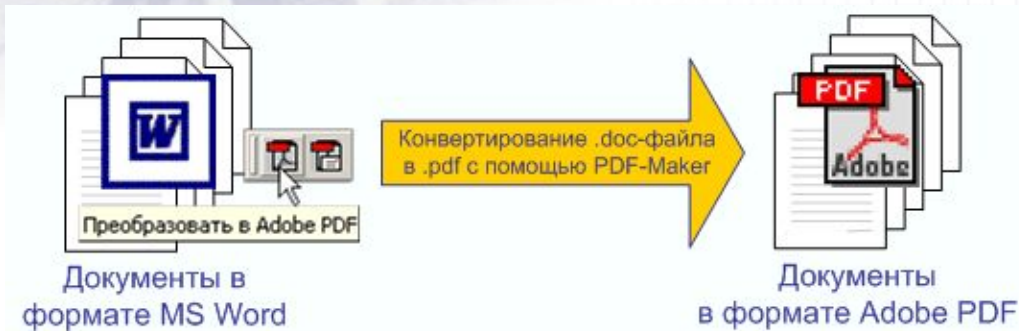 W
Преобразовать в Adobe PDF
Документы в
формате MS Word
Конвертирование .doc-файла
в .pdf с помощью PDF-Maker
PDF
Adobe
Документы
в формате Adobe PDF